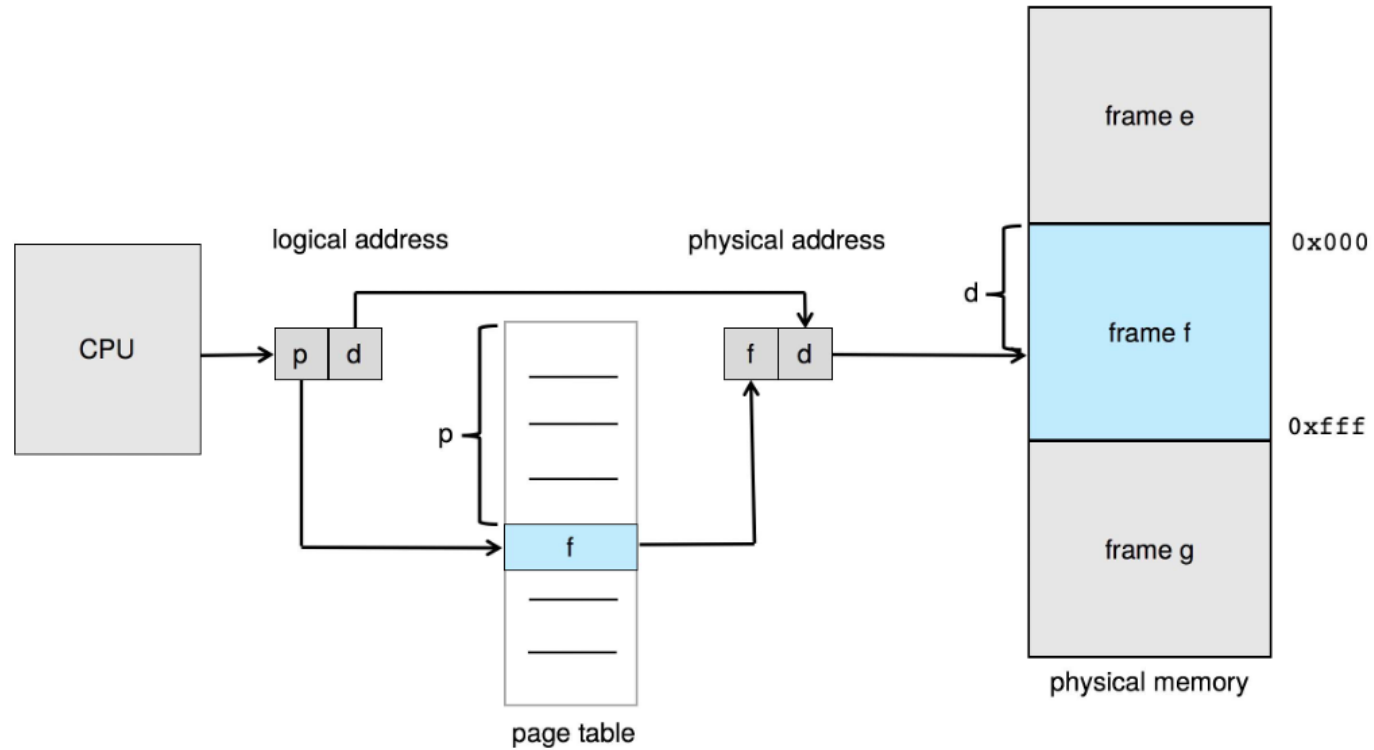 frame e
logical address
physical address
0x000
d
CPU
p
d
f
d
frame f
p
0xfff
f
frame g
physical memory
page table